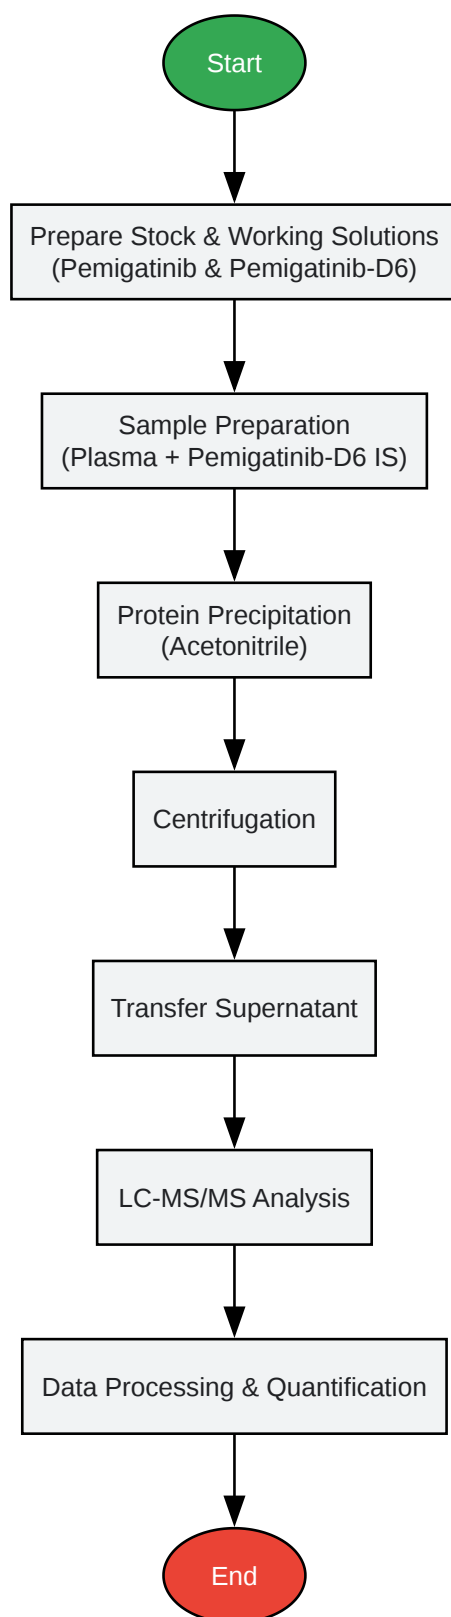 Start
Prepare Stock & Working Solutions
(Pemigatinib & Pemigatinib-D6)
Sample Preparation
(Plasma + Pemigatinib-D6 IS)
Protein Precipitation
(Acetonitrile)
Centrifugation
Transfer Supernatant
LC-MS/MS Analysis
Data Processing & Quantification
End